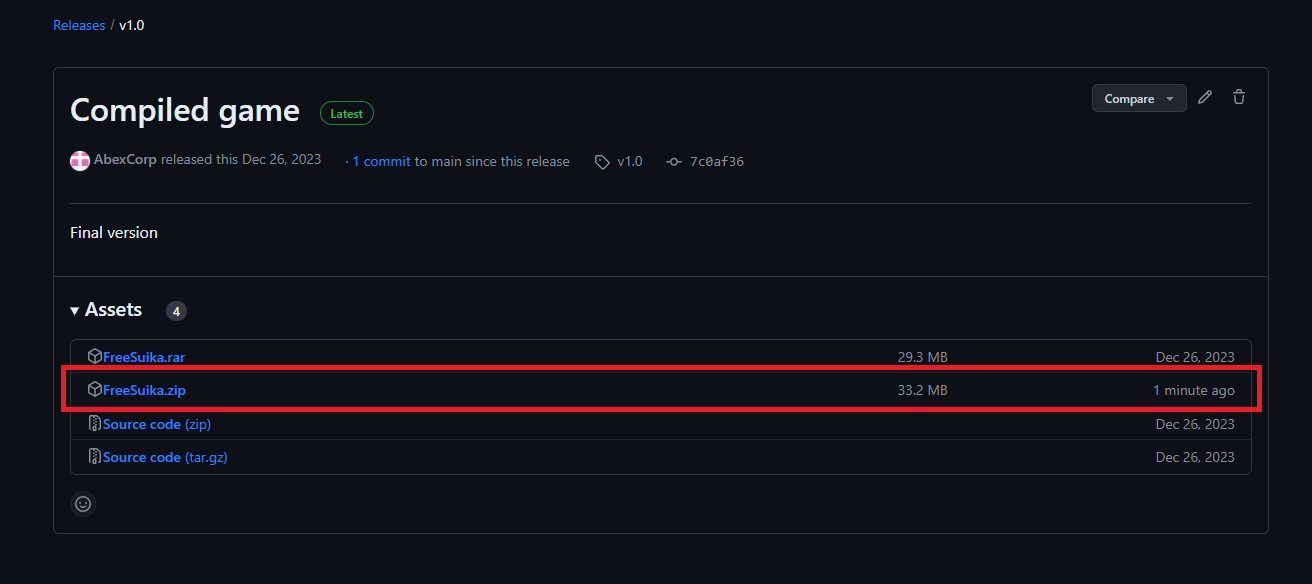 Releases / v1.0
Compiled game Latest Compare
AbexCorp released this Dec 26, 2023 · 1 commit to main since this release v1.0 7c0af36
Final version
Assets 4
FreeSuika.rar 29.3 MB Dec 26, 2023
FreeSuika.zip 33.2 MB 1 minute ago
Source code (zip) Dec 26, 2023
Source code (tar.gz) Dec 26, 2023